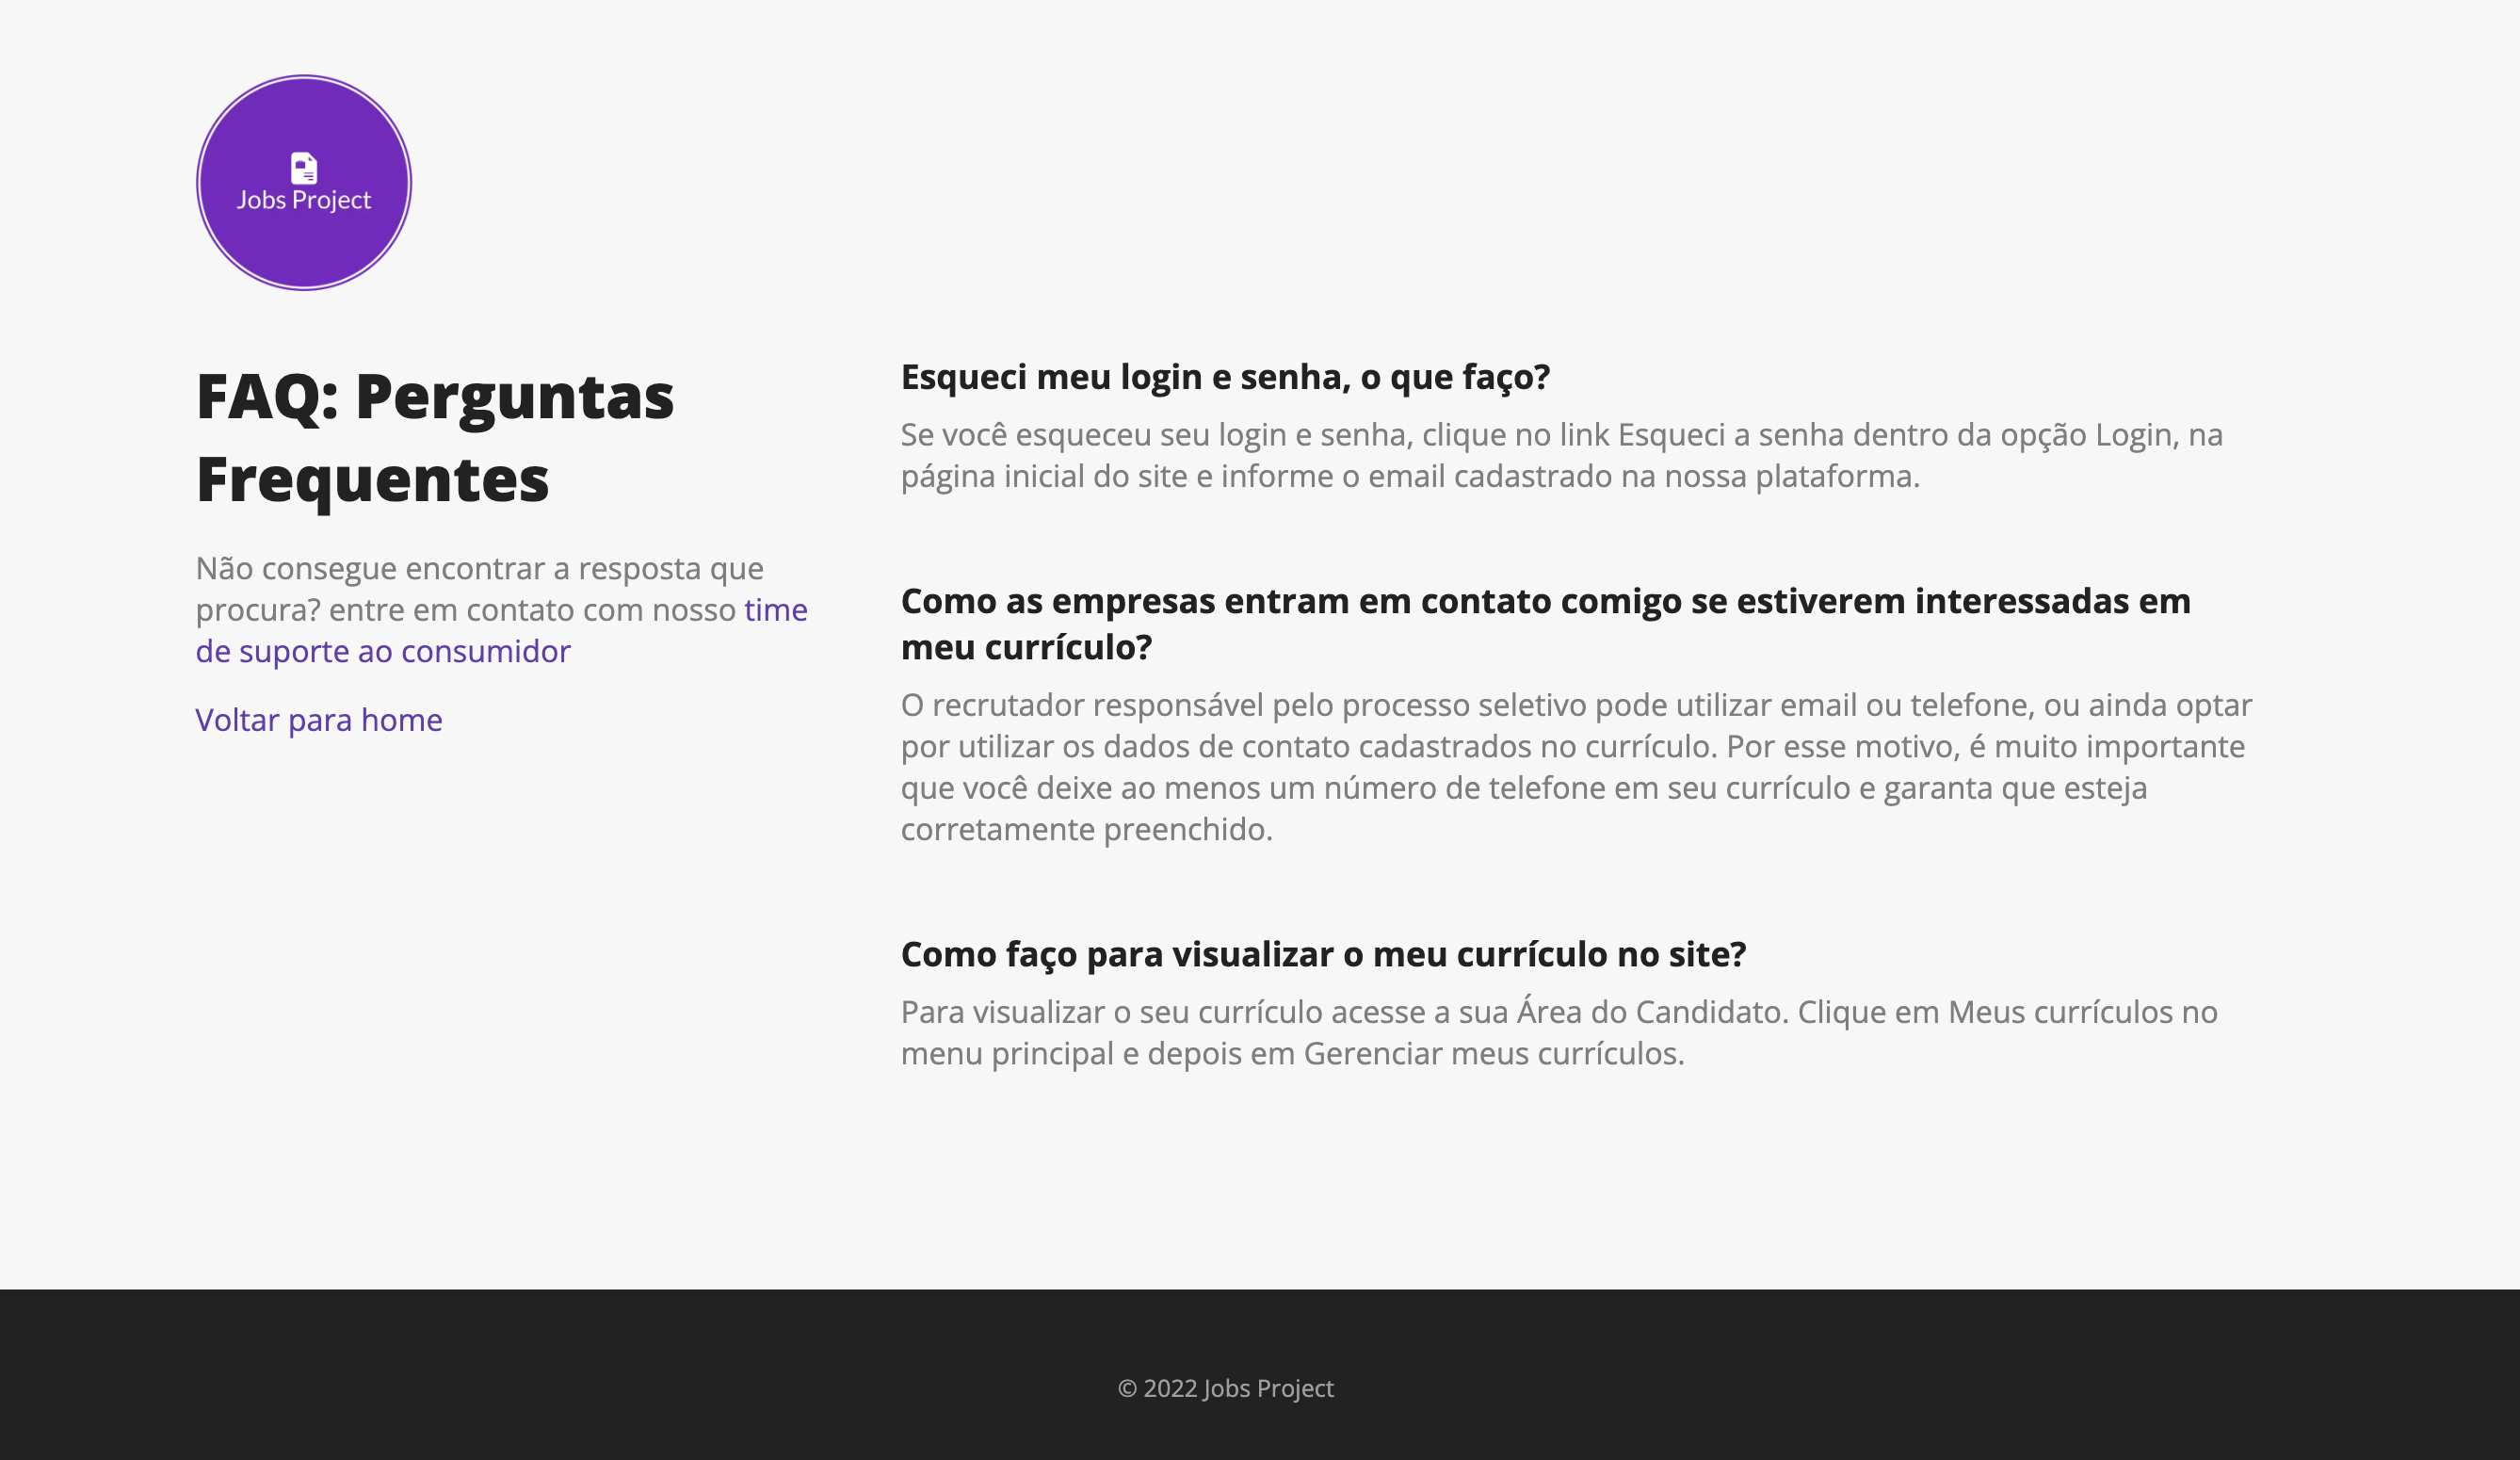 Jobs Project
FAQ: Perguntas
Frequentes
Não consegue encontrar a resposta que
procura? entre em contato com nosso time
de suporte ao consumidor
Voltar para home
Esqueci meu login e senha, o que faço?
Se você esqueceu seu login e senha, clique no link Esqueci a senha dentro da opção Login, na
página inicial do site e informe o email cadastrado na nossa plataforma.
Como as empresas entram em contato comigo se estiverem interessadas em
meu currículo?
O recrutador responsável pelo processo seletivo pode utilizar email ou telefone, ou ainda optar
por utilizar os dados de contato cadastrados no currículo. Por esse motivo, é muito importante
que você deixe ao menos um número de telefone em seu currículo e garanta que esteja
corretamente preenchido.
Como faço para visualizar o meu currículo no site?
Para visualizar o seu currículo acesse a sua Área do Candidato. Clique em Meus currículos no
menu principal e depois em Gerenciar meus currículos.
© 2022 Jobs Project